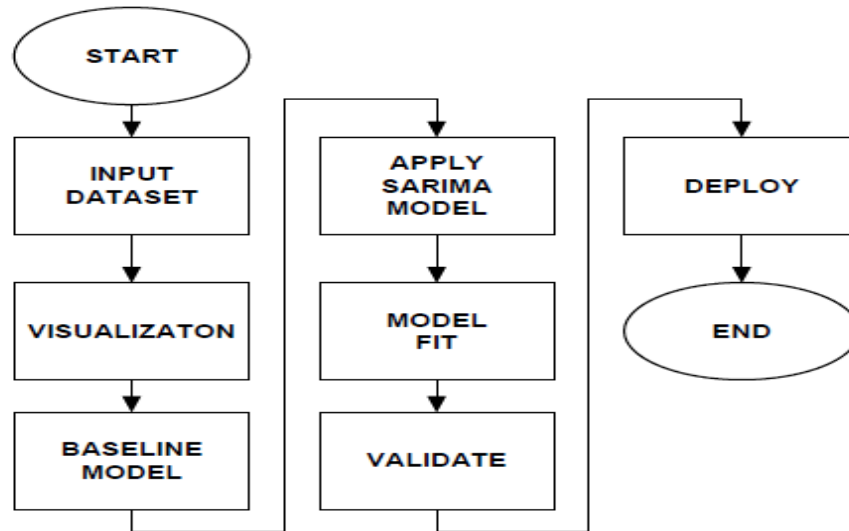 START
INPUT
DATASET
VISUALIZATON
BASELINE
MODEL
APPLY
SARIMA
MODEL
MODEL
FIT
VALIDATE
DEPLOY
END